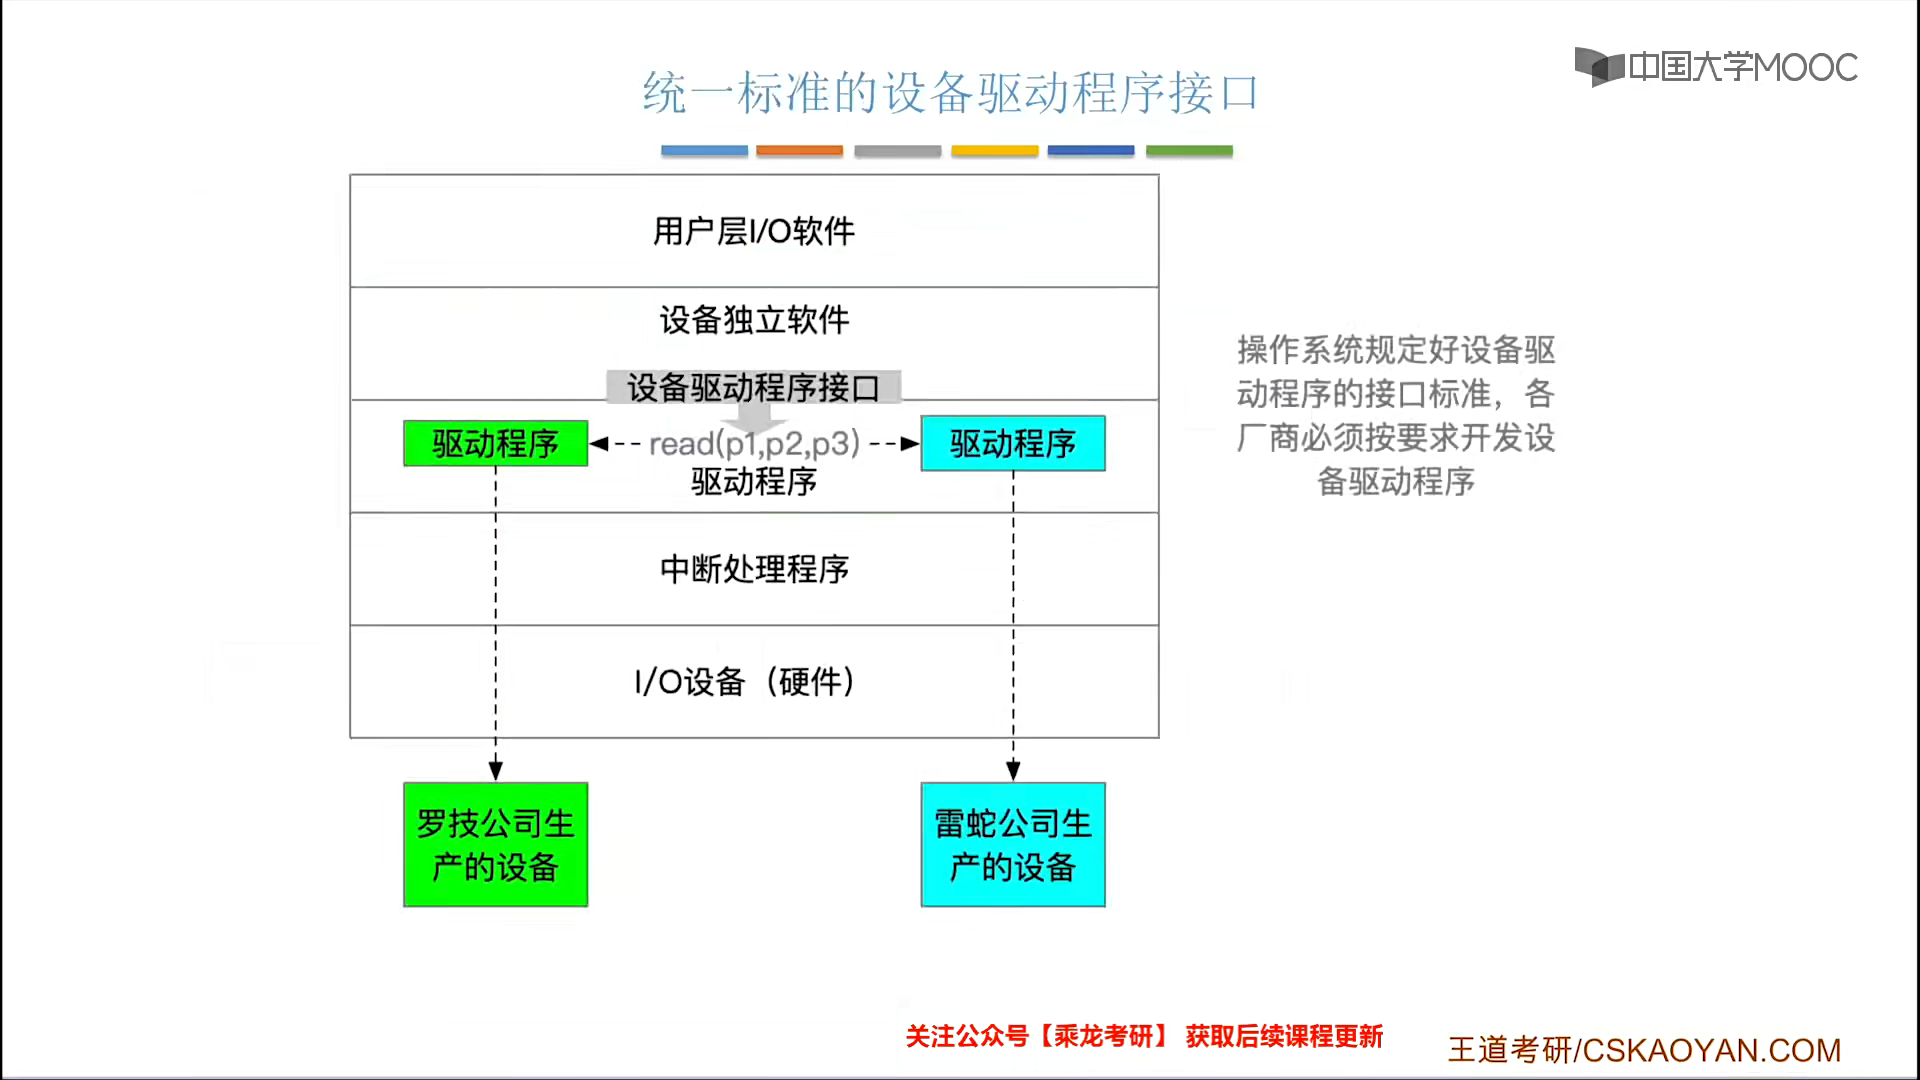 中国大学MOOC
统一标准的设备驱动程序接口
用户层I/O软件
设备独立软件
设备驱动程序接口
驱动程序
read(p1,p2,p3)
驱动程序
驱动程序
中断处理程序
I/O设备（硬件）
罗技公司生
产的设备
雷蛇公司生
产的设备
操作系统规定好设备驱
动程序的接口标准，各
厂商必须按要求开发设
备驱动程序
关注公众号【乘龙考研】 获取后续课程更新
王道考研/CSKAOYAN.COM